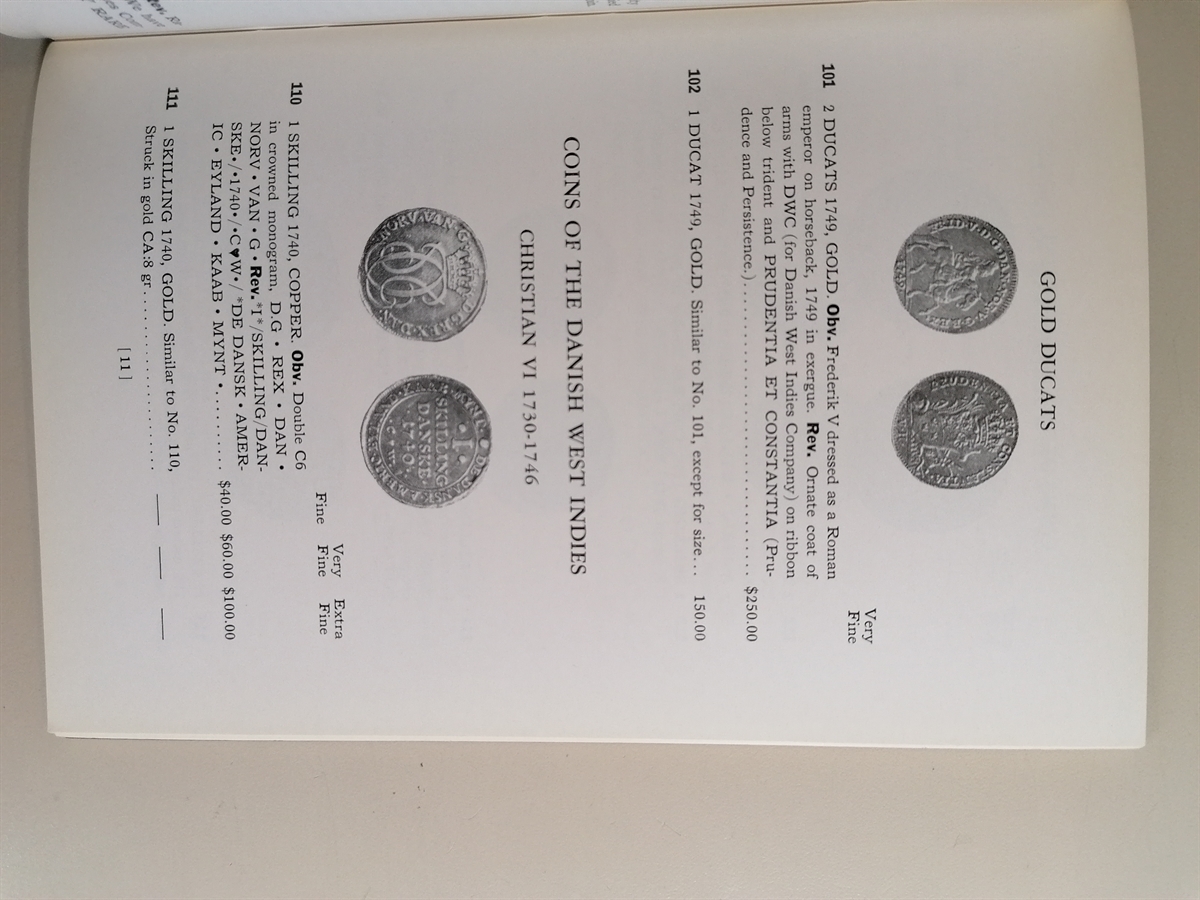 GOLD DUCATS
Very
Fine
101 2 DUCATS 1749, GOLD. Obv. Frederik V dressed as a Roman
emperor on horseback, 1749 in exergue. Rev. Ornate coat of
arms with DWC (for Danish West Indies Company) on ribbon
below trident and PRUDENTIA ET CONSTANTIA (Pru-
dence and Persistence.)........................ $250.00
102 1 DUCAT 1749, GOLD. Similar to No. 101, except for size... 150.00
COINS OF THE DANISH WEST INDIES
CHRISTIAN VI 1730-1746
SKILLING
DANSKE
1740
Very Extra
Fine Fine Fine
110 1 SKILLING 1740, COPPER. Obv. Double C6
in crowned monogram, D.G • REX • DAN •
NORV • VAN • G • Rev. *I*/SKILLING/DAN-
SKE•/•1740•/•C♥W•/ *DE DANSK • AMER-
IC • EYLAND • KAAB • MYNT •.......... $40.00 $60.00 $100.00
111 1 SKILLING 1740, GOLD. Similar to No. 110,
Struck in gold CA:8 gr.................... ___ ___ ___
[11]